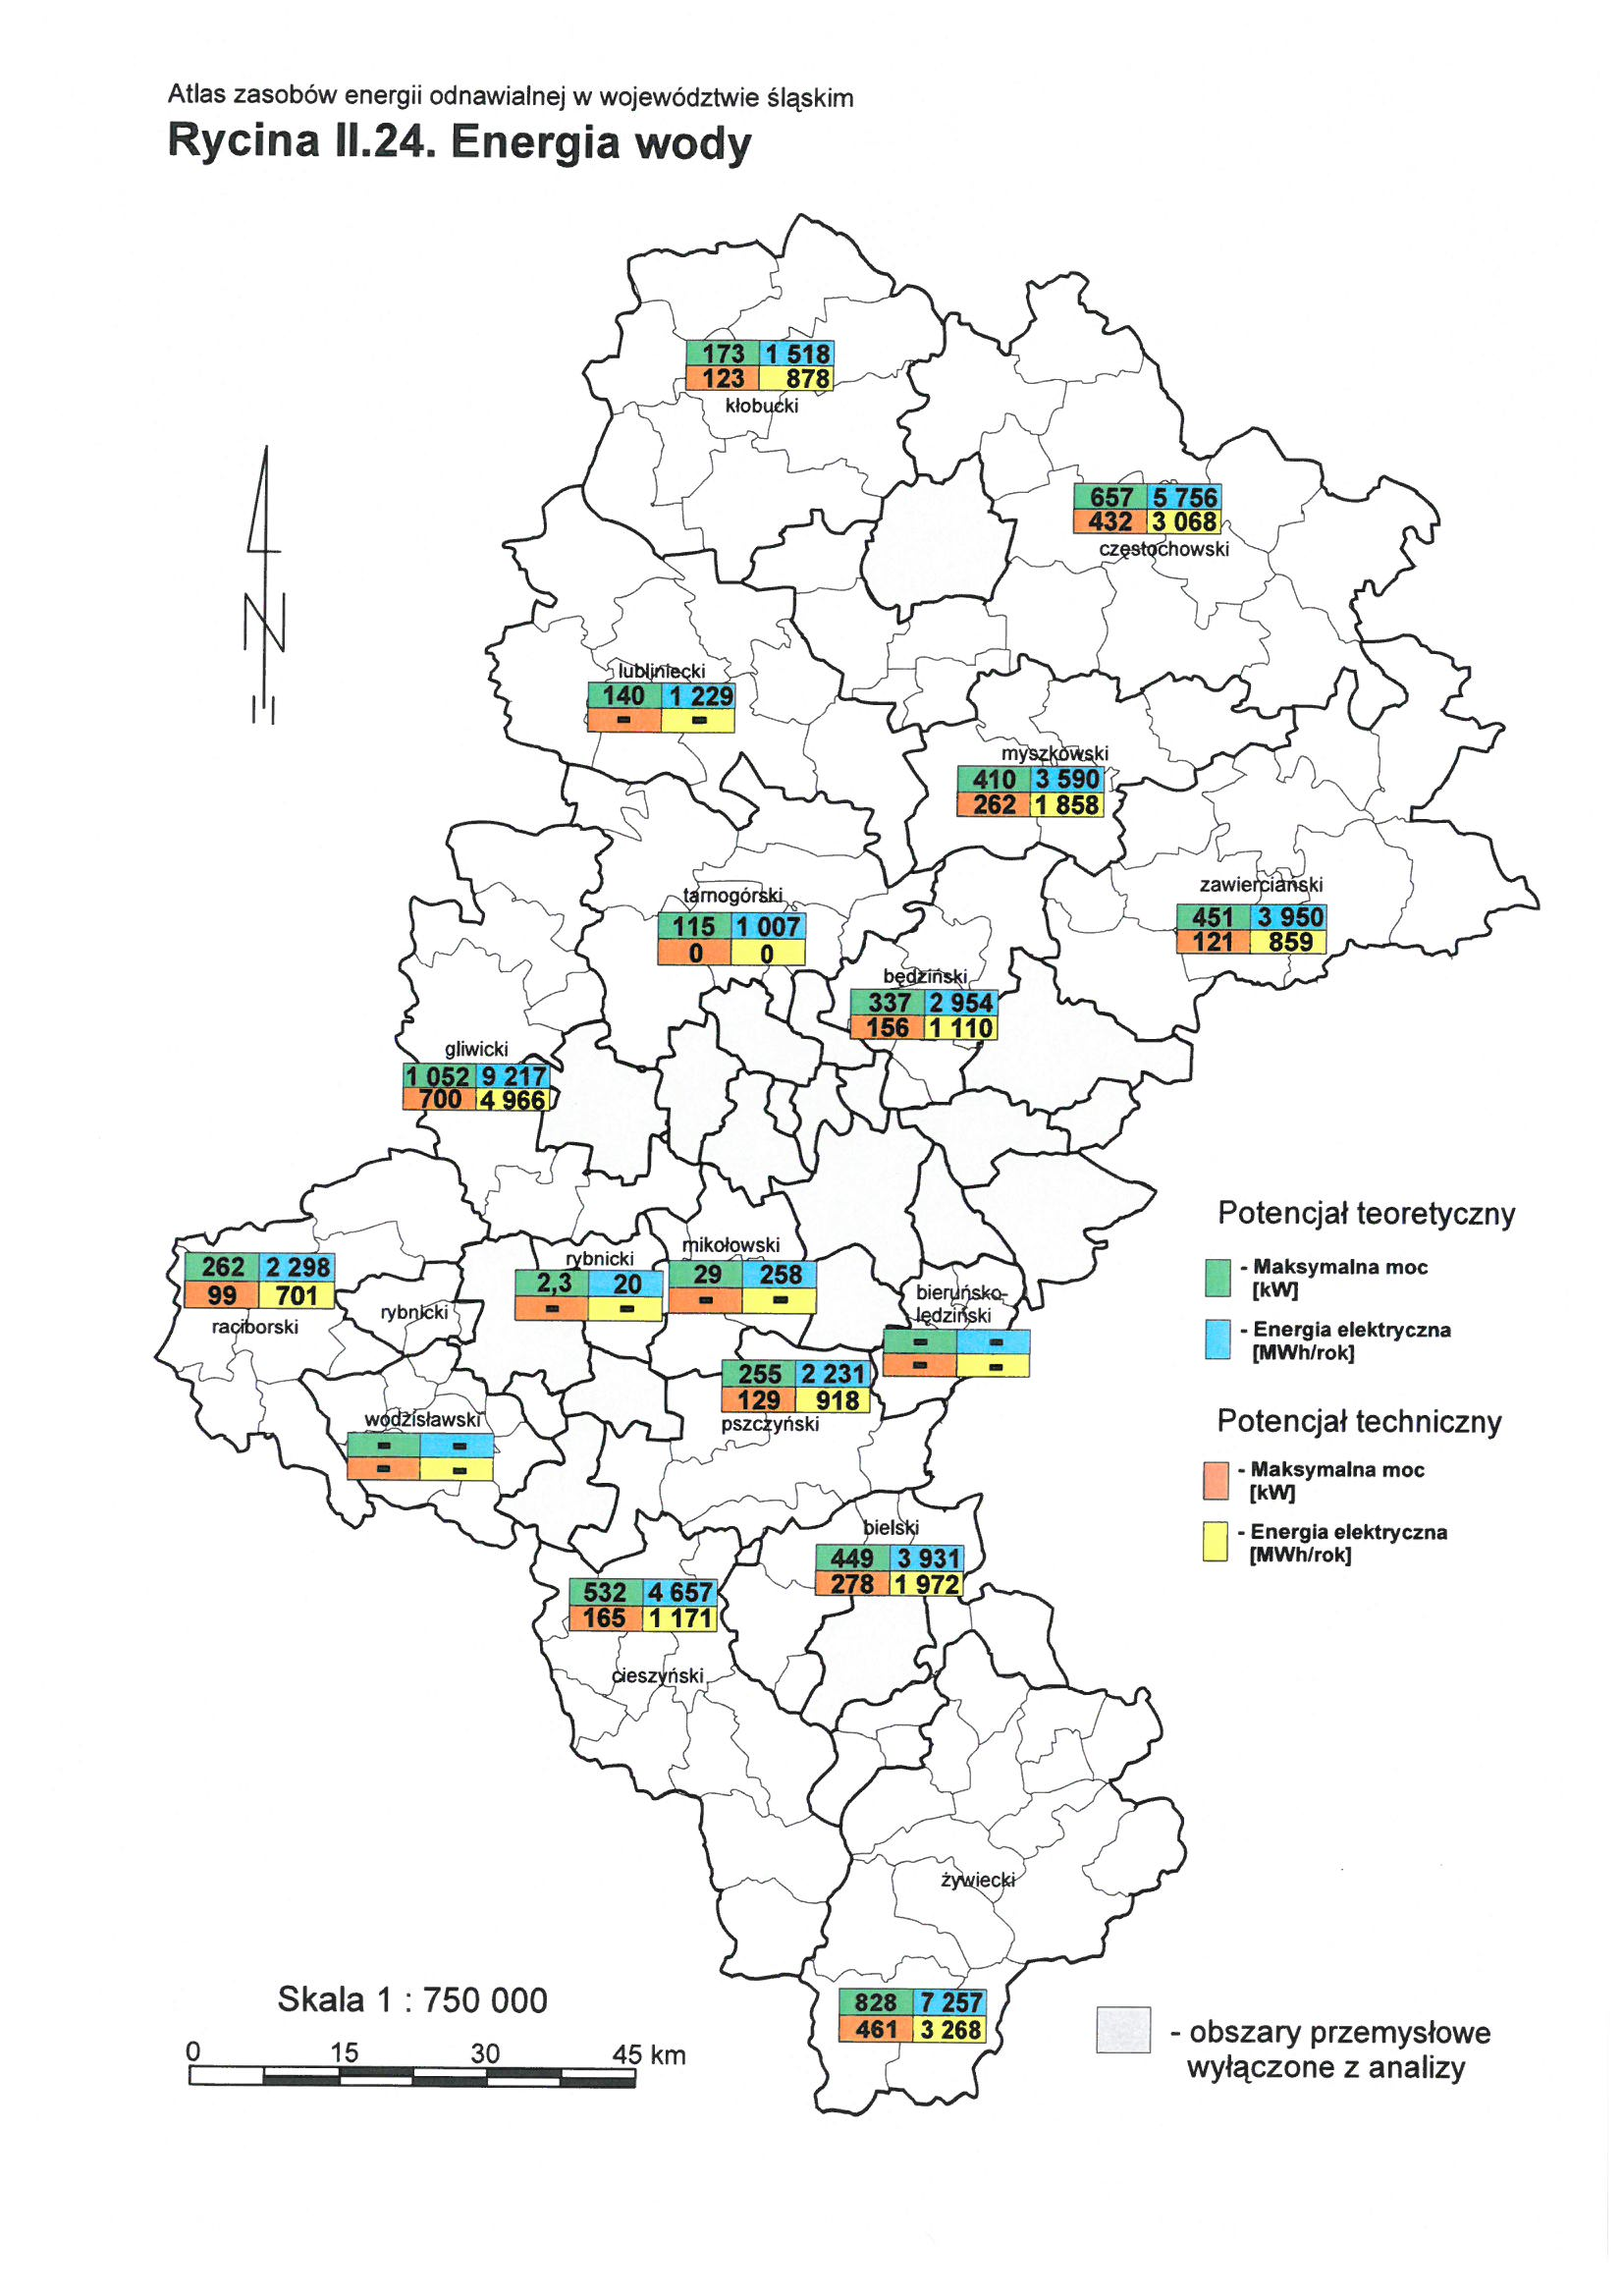 Atlas zasobów energii odnawialnej w województwie śląskim
Rycina II.24. Energia wody
173 1 518
123 878
kłobucki
657 5 756
432 3 068
częstochowski
N
lubliniecki
140 1 229
- -
myszkowski
410 3 590
262 1 858
zawierciański
451 3 950
121 859
tarnogórski
115 1 007
0 0
będziński
337 2 954
156 1 110
gliwicki
1 052 9 217
700 4 966
Potencjał teoretyczny
- Maksymalna moc
[kW]
- Energia elektryczna
[MWh/rok]
Potencjał techniczny
- Maksymalna moc
[kW]
- Energia elektryczna
[MWh/rok]
262 2 298
99 701
raciborski
rybnicki
rybnicki
2,3 20
- -
mikołowski
29 258
- -
bieruńsko-
lędziński
- -
- -
255 2 231
129 918
pszczyński
wodzisławski
- -
- -
bielski
449 3 931
278 1 972
532 4 657
165 1 171
cieszyński
żywiecki
828 7 257
461 3 268
Skala 1 : 750 000
0 15 30 45 km
- obszary przemysłowe
wyłączone z analizy